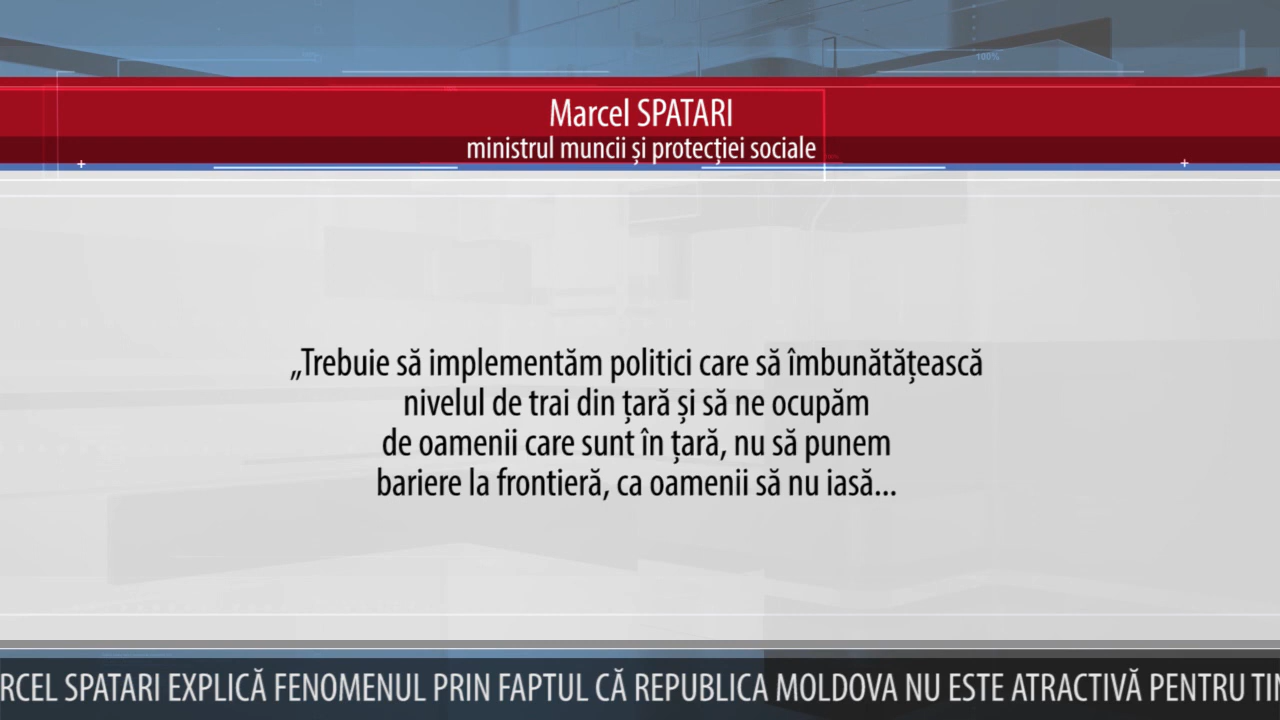 Marcel SPATARI
ministrul muncii și protecției sociale
„Trebuie să implementăm politici care să îmbunătățească
nivelul de trai din țară și să ne ocupăm
de oamenii care sunt în țară, nu să punem
bariere la frontieră, ca oamenii să nu iasă...
SPATARI EXPLICĂ FENOMENUL PRIN FAPTUL CĂ REPUBLICA MOLDOVA NU ESTE ATRACTIVĂ PENTRU